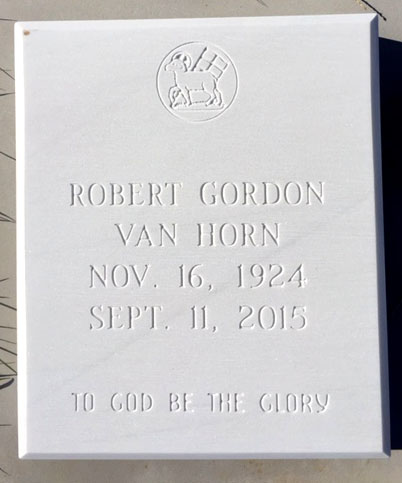 ROBERT GORDON
VAN HORN
NOV. 16, 1924
SEPT. 11, 2015
TO GOD BE THE GLORY